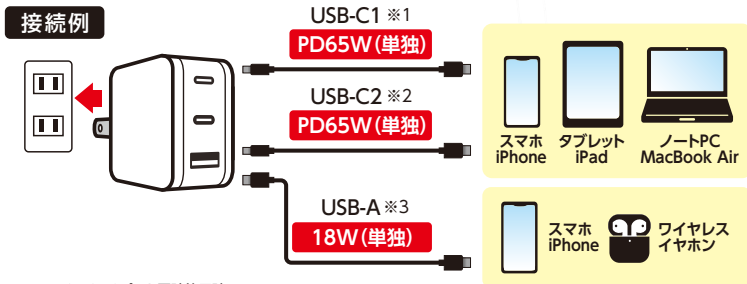 接続例
USB-C1 ※1
PD65W(単独)
USB-C2 ※2
PD65W(単独)
USB-A ※3
18W(単独)
スマホ
iPhone
タブレット
iPad
ノートPC
MacBook Air
スマホ
iPhone
ワイヤレス
イヤホン